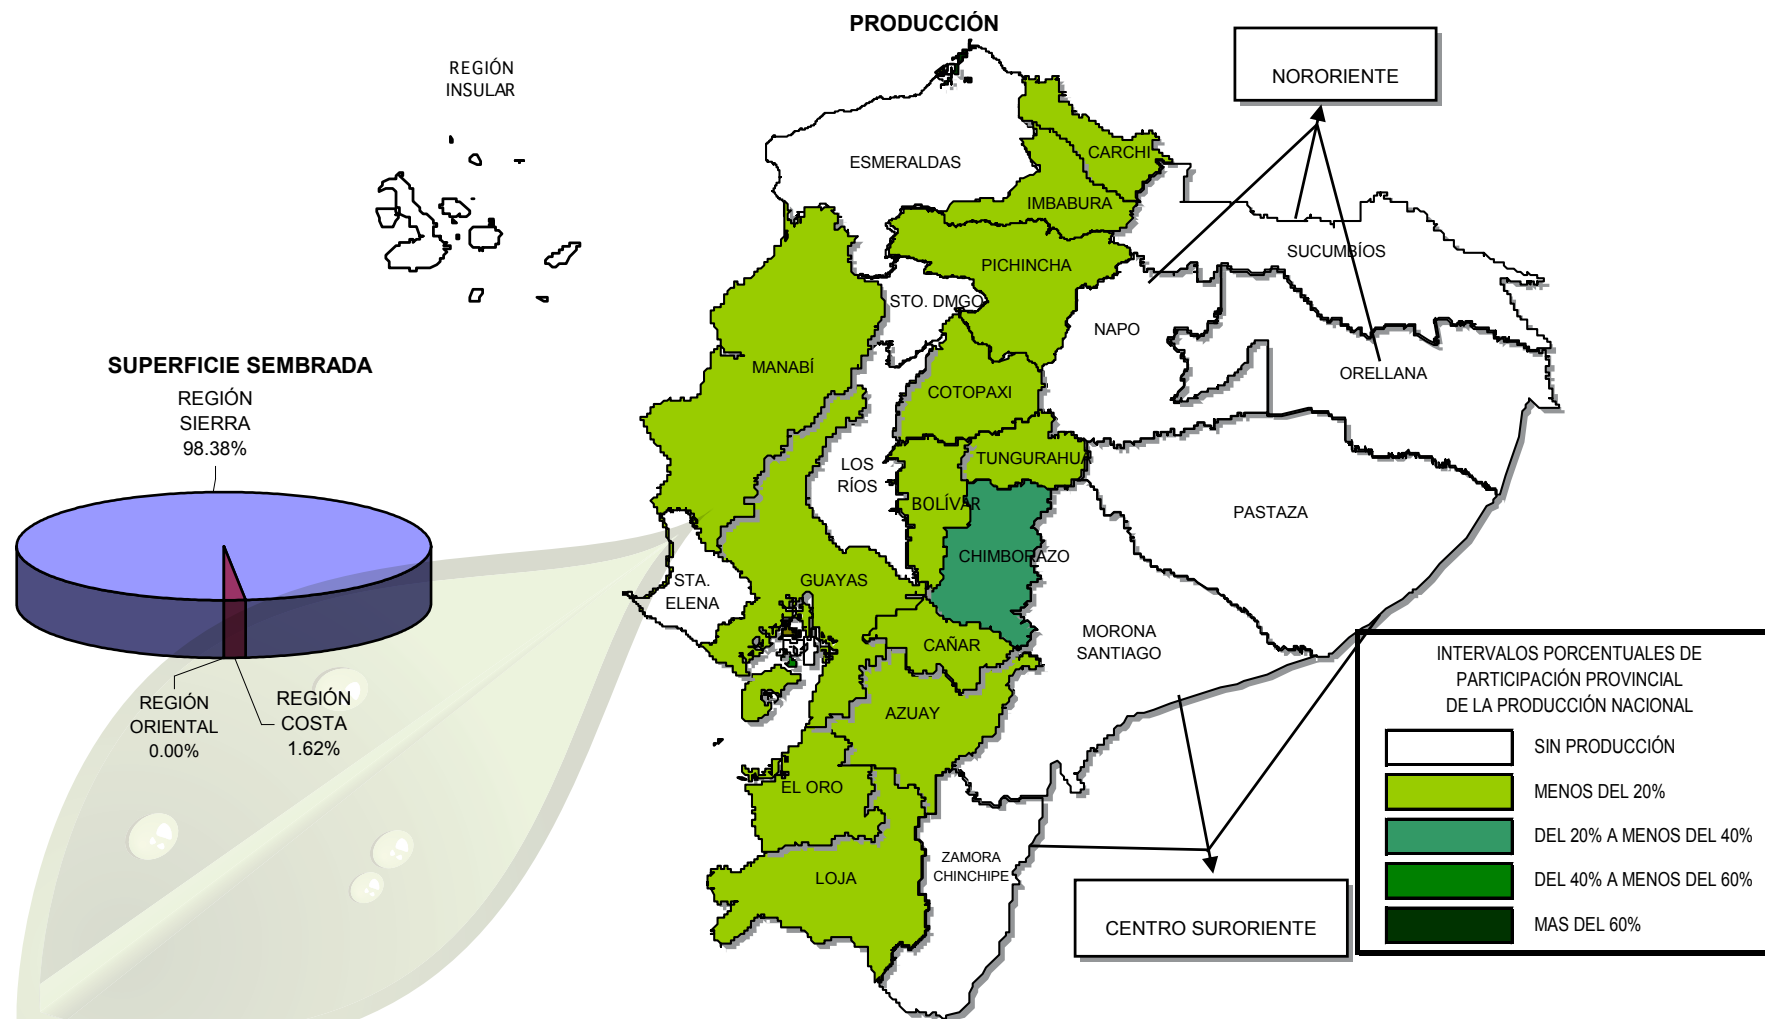 PRODUCCIÓN
REGIÓN
INSULAR
NORORIENTE
ESMERALDAS
CARCHI
IMBABURA
SUCUMBÍOS
PICHINCHA
STO. DMGO
NAPO
MANABÍ
ORELLANA
COTOPAXI
TUNGURAHUA
LOS
RÍOS
BOLÍVAR
PASTAZA
CHIMBORAZO
STA.
ELENA
GUAYAS
CAÑAR
MORONA
SANTIAGO
AZUAY
EL ORO
LOJA
ZAMORA
CHINCHIPE
CENTRO SURORIENTE
SUPERFICIE SEMBRADA
REGIÓN
SIERRA
98.38%
REGIÓN
ORIENTAL
0.00%
REGIÓN
COSTA
1.62%
INTERVALOS PORCENTUALES DE
PARTICIPACIÓN PROVINCIAL
DE LA PRODUCCIÓN NACIONAL
SIN PRODUCCIÓN
MENOS DEL 20%
DEL 20% A MENOS DEL 40%
DEL 40% A MENOS DEL 60%
MAS DEL 60%